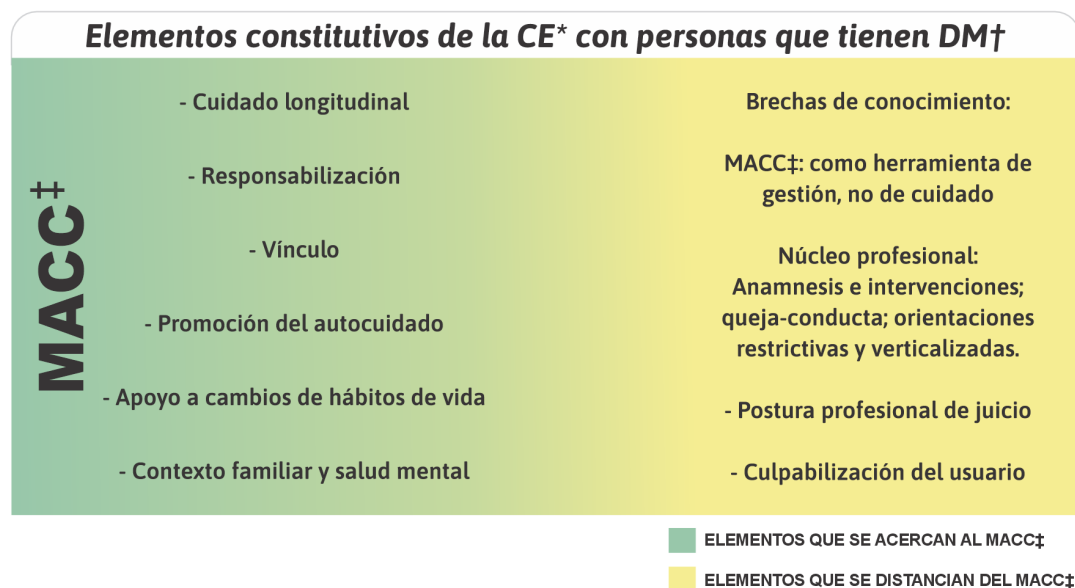 Elementos constitutivos de la CE* con personas que tienen DM†
MACC‡
- Cuidado longitudinal
- Responsabilización
- Vínculo
- Promoción del autocuidado
- Apoyo a cambios de hábitos de vida
- Contexto familiar y salud mental
Brechas de conocimiento:
MACC‡: como herramienta de
gestión, no de cuidado
Núcleo profesional:
Anamnesis e intervenciones;
queja-conducta; orientaciones
restrictivas y verticalizadas.
- Postura profesional de juicio
- Culpabilización del usuario
ELEMENTOS QUE SE ACERCAN AL MACC‡
ELEMENTOS QUE SE DISTANCIAN DEL MACC‡